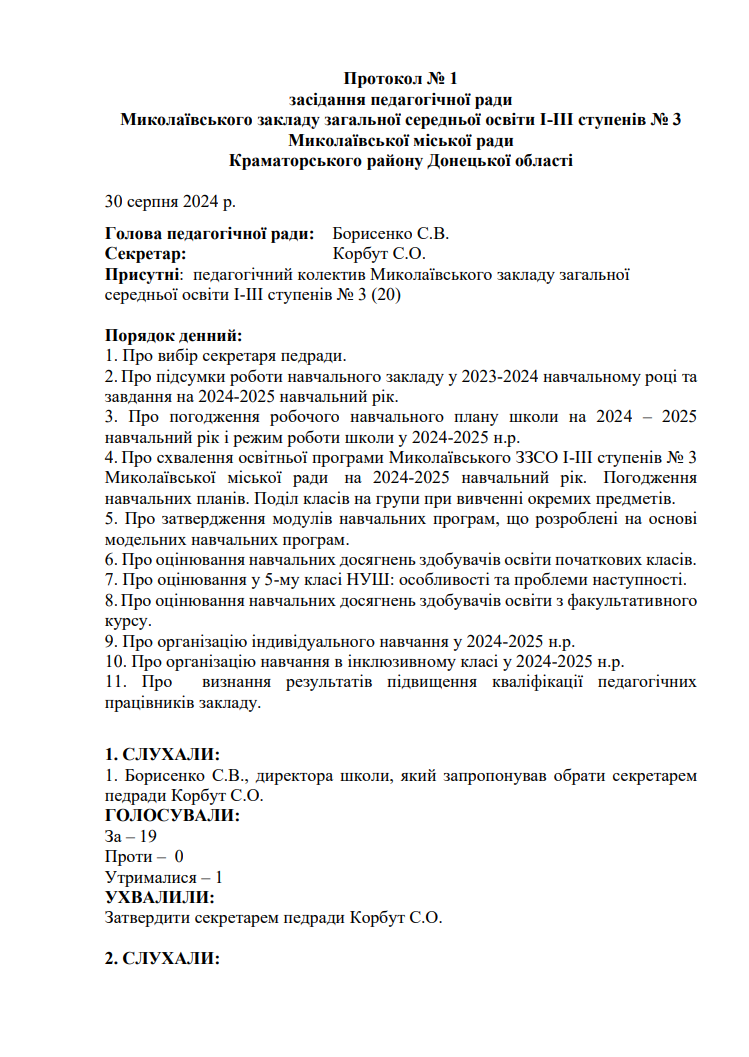 Протокол № 1
засідання педагогічної ради
Миколаївського закладу загальної середньої освіти І-ІІІ ступенів № 3
Миколаївської міської ради
Краматорського району Донецької області
30 серпня 2024 р.
Голова педагогічної ради: Борисенко С.В.
Секретар: Корбут С.О.
Присутні: педагогічний колектив Миколаївського закладу загальної
середньої освіти І-ІІІ ступенів № 3 (20)
Порядок денний:
1. Про вибір секретаря педради.
2. Про підсумки роботи навчального закладу у 2023-2024 навчальному році та
завдання на 2024-2025 навчальний рік.
3. Про погодження робочого навчального плану школи на 2024 – 2025
навчальний рік і режим роботи школи у 2024-2025 н.р.
4. Про схвалення освітньої програми Миколаївського ЗЗСО І-ІІІ ступенів № 3
Миколаївської міської ради на 2024-2025 навчальний рік. Погодження
навчальних планів. Поділ класів на групи при вивченні окремих предметів.
5. Про затвердження модулів навчальних програм, що розроблені на основі
модельних навчальних програм.
6. Про оцінювання навчальних досягнень здобувачів освіти початкових класів.
7. Про оцінювання у 5-му класі НУШ: особливості та проблеми наступності.
8. Про оцінювання навчальних досягнень здобувачів освіти з факультативного
курсу.
9. Про організацію індивідуального навчання у 2024-2025 н.р.
10. Про організацію навчання в інклюзивному класі у 2024-2025 н.р.
11. Про визнання результатів підвищення кваліфікації педагогічних
працівників закладу.
1. СЛУХАЛИ:
1. Борисенко С.В., директора школи, який запропонував обрати секретарем
педради Корбут С.О.
ГОЛОСУВАЛИ:
За – 19
Проти – 0
Утрималися – 1
УХВАЛИЛИ:
Затвердити секретарем педради Корбут С.О.
2. СЛУХАЛИ: